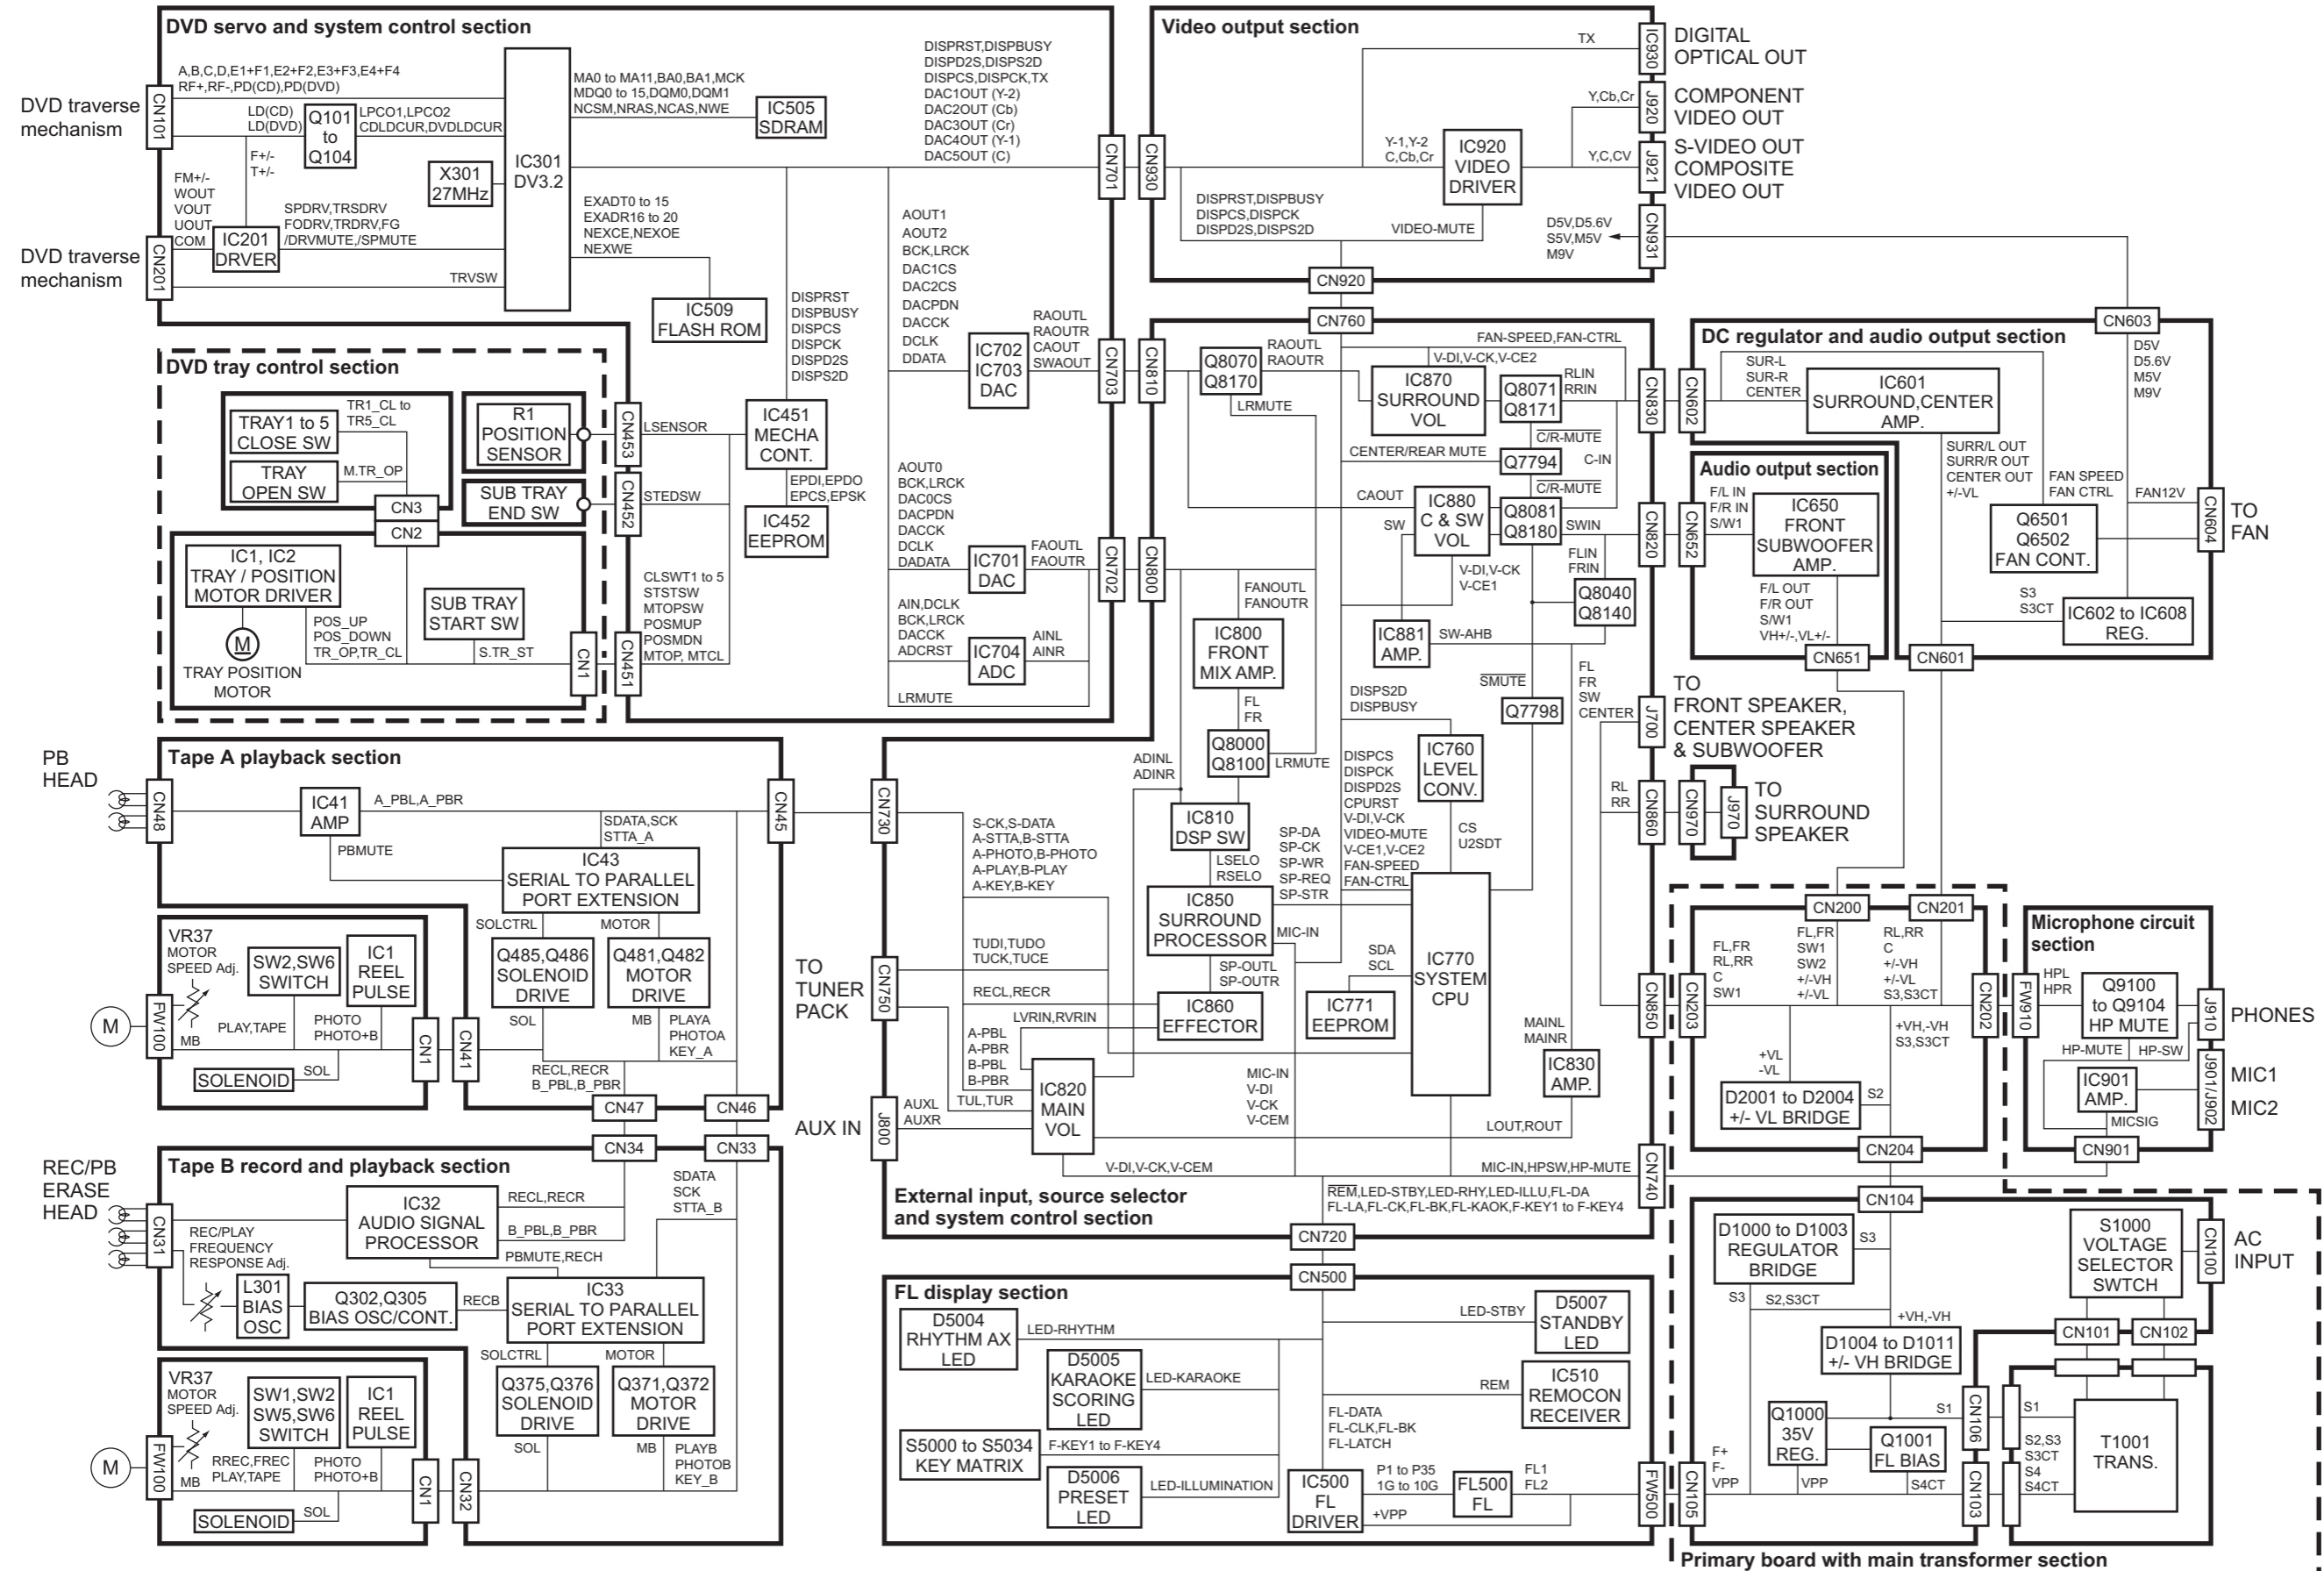 DVD servo and system control section
DVD traverse
mechanism
CN101
A,B,C,D,E1+F1,E2+F2,E3+F3,E4+F4
RF+,RF-,PD(CD),PD(DVD)
LD(CD)
LD(DVD)
Q101
to
Q104
LPCO1,LPCO2
CDLDCUR,DVDLDCUR
F+/-
T+/-
X301
27MHz
IC301
DV3.2
FM+/-
WOUT
VOUT
UOUT
COM
IC201
DRVER
SPDRV,TRSDRV
FODRV,TRDRV,FG
/DRVMUTE,/SPMUTE
DVD traverse
mechanism
CN201
TRVSW
MA0 to MA11,BA0,BA1,MCK
MDQ0 to 15,DQM0,DQM1
NCSM,NRAS,NCAS,NWE
IC505
SDRAM
EXADT0 to 15
EXADR16 to 20
NEXCE,NEXOE
NEXWE
IC509
FLASH ROM
DISPRST,DISPBUSY
DISPD2S,DISPS2D
DISPCS,DISPCK,TX
DAC1OUT (Y-2)
DAC2OUT (Cb)
DAC3OUT (Cr)
DAC4OUT (Y-1)
DAC5OUT (C)
CN701
DISPRST
DISPBUSY
DISPCS
DISPCK
DISPD2S
DISPS2D
AOUT1
AOUT2
BCK,LRCK
DAC1CS
DAC2CS
DACPDN
DACCK
DCLK
DDATA
IC702
IC703
DAC
RAOUTL
RAOUTR
CAOUT
SWAOUT
CN703
IC451
MECHA
CONT.
EPDI,EPDO
EPCS,EPSK
IC452
EEPROM
AOUT0
BCK,LRCK
DAC0CS
DACPDN
DACCK
DCLK
DADATA
IC701
DAC
FAOUTL
FAOUTR
CN702
AIN,DCLK
BCK,LRCK
DACCK
ADCRST
IC704
ADC
AINL
AINR
LRMUTE
CN453
LSENSOR
CN452
STEDSW
CLSWT1 to 5
STSTSW
MTOPSW
POSMUP
POSMDN
MTOP, MTCL
CN451
DVD tray control section
TRAY1 to 5
CLOSE SW
TR1_CL to
TR5_CL
TRAY
OPEN SW
M.TR_OP
CN3
R1
POSITION
SENSOR
SUB TRAY
END SW
CN2
IC1, IC2
TRAY / POSITION
MOTOR DRIVER
M
TRAY POSITION
MOTOR
POS_UP
POS_DOWN
TR_OP,TR_CL
SUB TRAY
START SW
S.TR_ST
CN1
Video output section
CN930
TX
IC930
DIGITAL
OPTICAL OUT
Y,Cb,Cr
J920
COMPONENT
VIDEO OUT
Y-1,Y-2
C,Cb,Cr
IC920
VIDEO
DRIVER
Y,C,CV
J921
S-VIDEO OUT
COMPOSITE
VIDEO OUT
DISPRST,DISPBUSY
DISPCS,DISPCK
DISPD2S,DISPS2D
VIDEO-MUTE
D5V,D5.6V
S5V,M5V
M9V
CN931
CN920
CN760
CN810
Q8070
Q8170
RAOUTL
RAOUTR
LRMUTE
FAN-SPEED,FAN-CTRL
V-DI,V-CK,V-CE2
IC870
SURROUND
VOL
Q8071
Q8171
RLIN
RRIN
CN830
C/R-MUTE
CENTER/REAR MUTE
Q7794
C-IN
C/R-MUTE
CAOUT
IC880
C & SW
VOL
Q8081
Q8180
SWIN
CN820
SW
V-DI,V-CK
V-CE1
FLIN
FRIN
Q8040
Q8140
IC881
AMP.
SW-AHB
CN800
FANOUTL
FANOUTR
IC800
FRONT
MIX AMP.
FL
FR
Q8000
Q8100
LRMUTE
DISPS2D
DISPBUSY
SMUTE
Q7798
FL
FR
SW
CENTER
J700
TO
FRONT SPEAKER,
CENTER SPEAKER
& SUBWOOFER
ADINL
ADINR
IC810
DSP SW
LSELO
RSELO
IC850
SURROUND
PROCESSOR
SP-DA
SP-CK
SP-WR
SP-REQ
SP-STR
MIC-IN
DISPCS
DISPCK
DISPD2S
CPURST
V-DI,V-CK
VIDEO-MUTE
V-CE1,V-CE2
FAN-SPEED
FAN-CTRL
IC760
LEVEL
CONV.
CS
U2SDT
RL
RR
CN860
CN970
J970
TO
SURROUND
SPEAKER
IC770
SYSTEM
CPU
SDA
SCL
IC771
EEPROM
SP-OUTL
SP-OUTR
IC860
EFFECTOR
CN730
S-CK,S-DATA
A-STTA,B-STTA
A-PHOTO,B-PHOTO
A-PLAY,B-PLAY
A-KEY,B-KEY
TO
TUNER
PACK
CN750
TUDI,TUDO
TUCK,TUCE
RECL,RECR
LVRIN,RVRIN
A-PBL
A-PBR
B-PBL
B-PBR
TUL,TUR
IC820
MAIN
VOL
AUX IN
J800
AUXL
AUXR
MIC-IN
V-DI
V-CK
V-CEM
MAINL
MAINR
IC830
AMP.
LOUT,ROUT
CN850
V-DI,V-CK,V-CEM
MIC-IN,HPSW,HP-MUTE
CN740
REM,LED-STBY,LED-RHY,LED-ILLU,FL-DA
FL-LA,FL-CK,FL-BK,FL-KAOK,F-KEY1 to F-KEY4
External input, source selector
and system control section
CN720
DC regulator and audio output section
CN603
CN602
SUR-L
SUR-R
CENTER
IC601
SURROUND,CENTER
AMP.
D5V
D5.6V
M5V
M9V
SURR/L OUT
SURR/R OUT
CENTER OUT
+/-VL
FAN SPEED
FAN CTRL
FAN12V
Q6501
Q6502
FAN CONT.
CN604
TO
FAN
S3
S3CT
IC602 to IC608
REG.
CN601
Audio output section
CN652
F/L IN
F/R IN
S/W1
IC650
FRONT
SUBWOOFER
AMP.
F/L OUT
F/R OUT
S/W1
VH+/-,VL+/-
CN651
Tape A playback section
PB
HEAD
CN48
IC41
AMP
A_PBL,A_PBR
CN45
PBMUTE
SDATA,SCK
STTA_A
IC43
SERIAL TO PARALLEL
PORT EXTENSION
SOLCTRL
MOTOR
Q485,Q486
SOLENOID
DRIVE
Q481,Q482
MOTOR
DRIVE
SOL
MB
PLAYA
PHOTOA
KEY_A
VR37
MOTOR
SPEED Adj.
SW2,SW6
SWITCH
IC1
REEL
PULSE
M
FW100
MB
PLAY,TAPE
PHOTO
PHOTO+B
SOLENOID
SOL
CN1
CN41
RECL,RECR
B_PBL,B_PBR
CN47
CN46
CN34
CN33
Tape B record and playback section
REC/PB
ERASE
HEAD
CN31
IC32
AUDIO SIGNAL
PROCESSOR
RECL,RECR
B_PBL,B_PBR
SDATA
SCK
STTA_B
REC/PLAY
FREQUENCY
RESPONSE Adj.
PBMUTE,RECH
L301
BIAS
OSC
Q302,Q305
BIAS OSC/CONT.
RECB
IC33
SERIAL TO PARALLEL
PORT EXTENSION
SOLCTRL
MOTOR
Q375,Q376
SOLENOID
DRIVE
Q371,Q372
MOTOR
DRIVE
SOL
MB
PLAYB
PHOTOB
KEY_B
VR37
MOTOR
SPEED Adj.
SW1,SW2
SW5,SW6
SWITCH
IC1
REEL
PULSE
M
FW100
MB
RREC,FREC
PLAY,TAPE
PHOTO
PHOTO+B
SOLENOID
SOL
CN1
CN32
CN500
FL display section
D5004
RHYTHM AX
LED
LED-RHYTHM
D5005
KARAOKE
SCORING
LED
LED-KARAOKE
S5000 to S5034
KEY MATRIX
F-KEY1 to F-KEY4
D5006
PRESET
LED
LED-ILLUMINATION
LED-STBY
D5007
STANDBY
LED
REM
IC510
REMOCON
RECEIVER
FL-DATA
FL-CLK,FL-BK
FL-LATCH
IC500
FL
DRIVER
P1 to P35
1G to 10G
FL500
FL
FL1
FL2
+VPP
FW500
CN200
CN201
CN203
FL,FR
RL,RR
C
SW1
FL,FR
SW1
SW2
+/-VH
+/-VL
RL,RR
C
+/-VH
+/-VL
S3,S3CT
CN202
+VL
-VL
+VH,-VH
S3,S3CT
D2001 to D2004
+/- VL BRIDGE
S2
CN204
Microphone circuit
section
FW910
HPL
HPR
Q9100
to Q9104
HP MUTE
J910
PHONES
HP-MUTE
HP-SW
IC901
AMP.
J901/J902
MIC1
MIC2
MICSIG
CN901
CN104
D1000 to D1003
REGULATOR
BRIDGE
S3
S3
S2,S3CT
S1000
VOLTAGE
SELECTOR
SWTCH
CN100
AC
INPUT
+VH,-VH
D1004 to D1011
+/- VH BRIDGE
CN101
CN102
Q1000
35V
REG.
S1
Q1001
FL BIAS
CN106
S1
F+
F-
VPP
VPP
S4CT
CN105
CN103
S2,S3
S3CT
S4
S4CT
T1001
TRANS.
Primary board with main transformer section